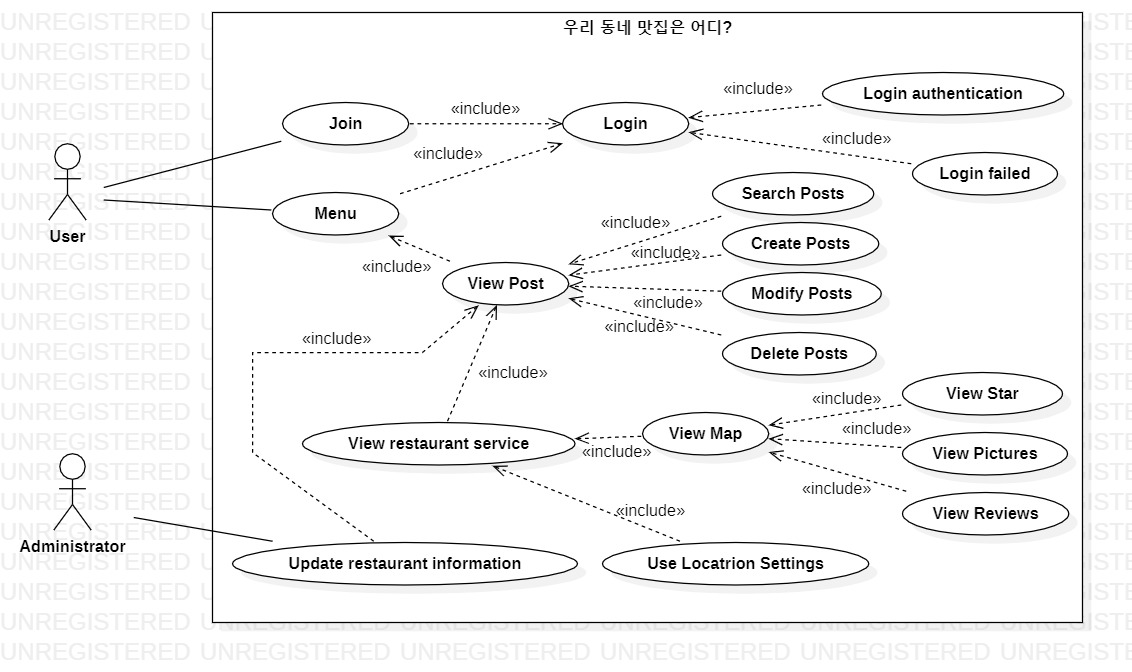 우리 동네 맛집은 어디?
«include»
Login authentication
Join
«include»
Login
«include»
«include»
Login failed
User
Menu
Search Posts
«include»
Create Posts
«include»
«include»
View Post
Modify Posts
«include»
«include»
«include»
Delete Posts
«include»
View Star
«include»
View restaurant service
View Map
«include»
«include»
View Pictures
«include»
View Reviews
«include»
Administrator
Update restaurant information
Use Locatrion Settings
UNREGISTERED UNREGISTERED UNREGISTERED UNREGISTERED UNREGISTERED